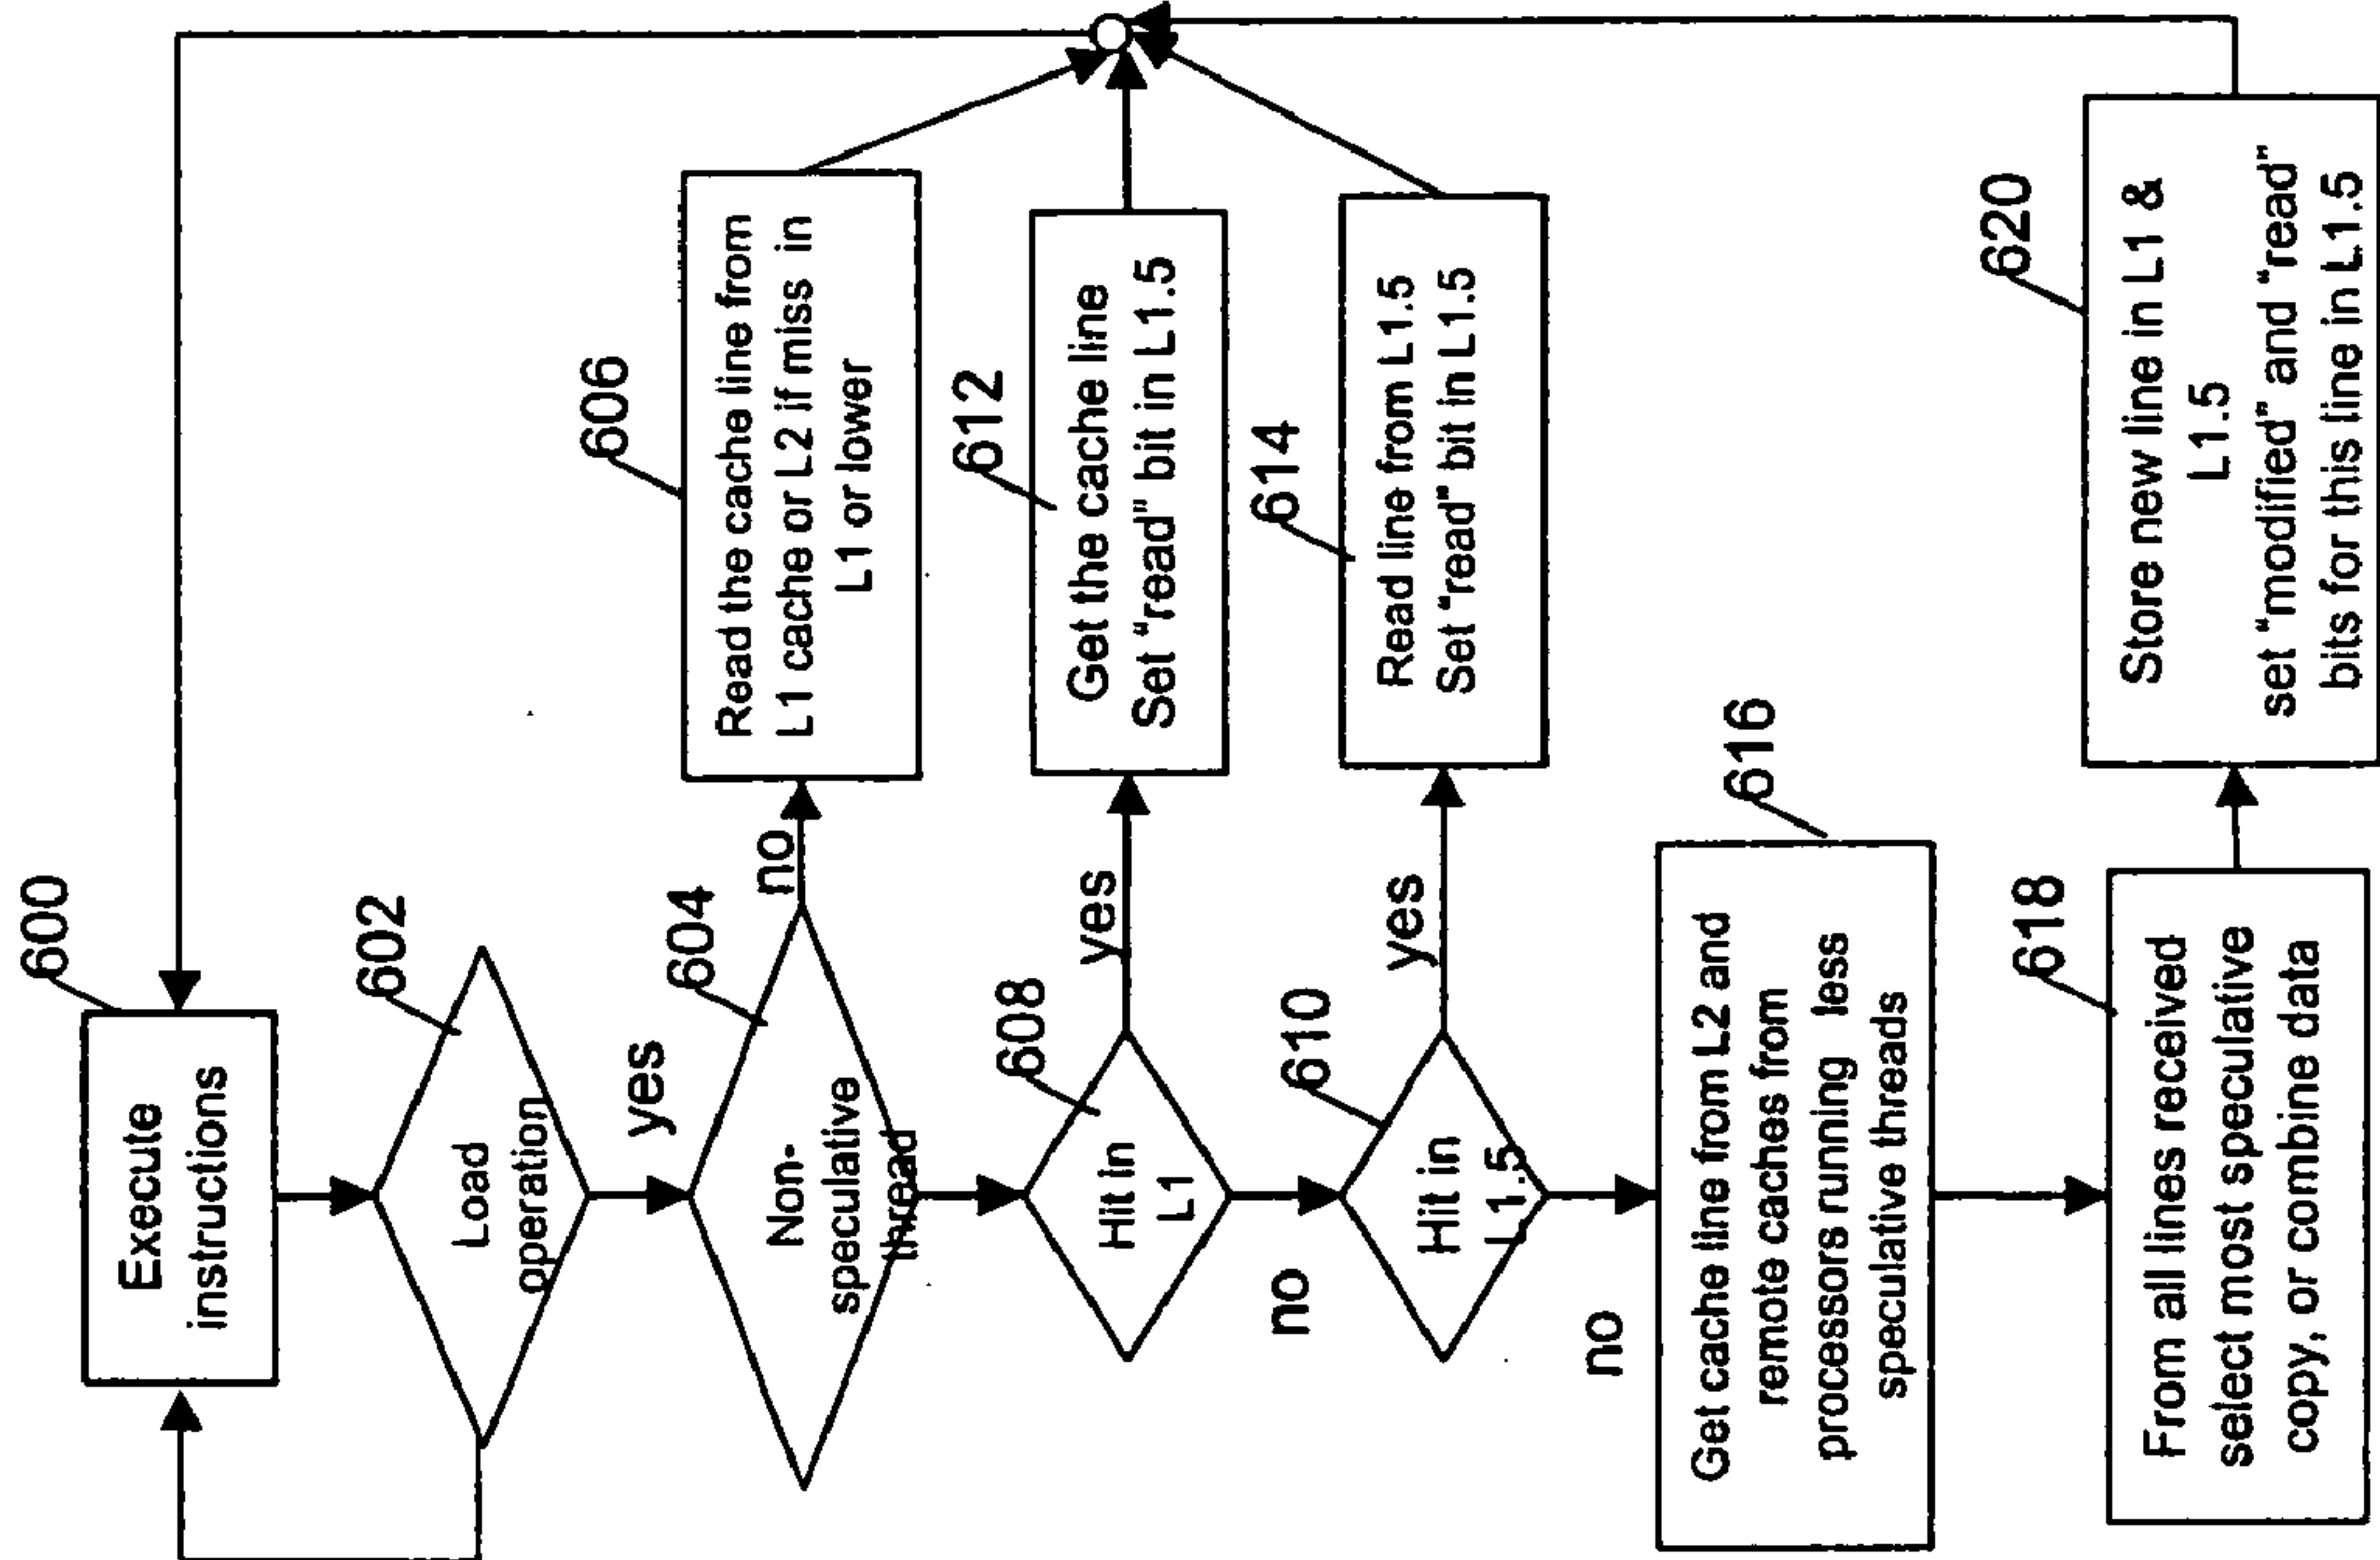 600
Execute
instructions
602
Load
operation
yes
604
Non-
speculative
thread
no
606
Read the cache line from
L1 cache or L2 if miss in
L1 or lower
608
Hit in
L1
yes
612
Get the cache line
Set "read" bit in L1.5
no
610
Hit in
L1.5
yes
614
Read line from L1.5
Set "read" bit in L1.5
no
616
Get cache line from L2 and
remote caches from
processors running less
speculative threads
618
From all lines received
select most speculative
copy, or combine data
620
Store new line in L1 &
L1.5
set "modified" and "read"
bits for this line in L1.5